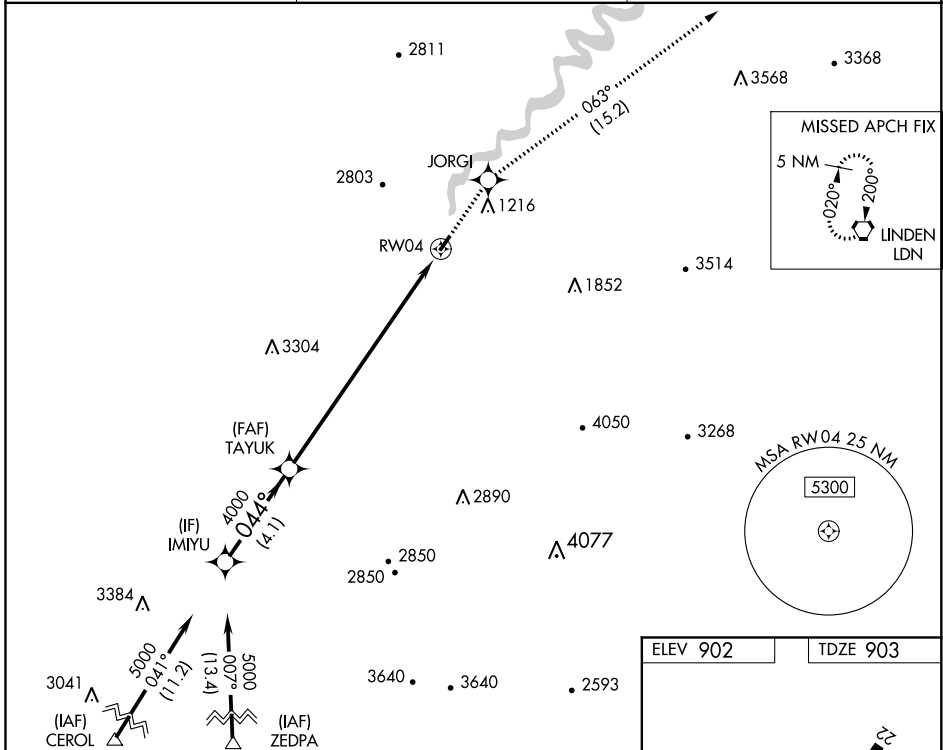 2811
3368
3568
063°
(15.2)
MISSED APCH FIX
5 NM
020°
200°
LINDEN
LDN
JORGI
2803
1216
RW04
3514
1852
3304
(FAF)
TAYUK
4050
3268
MSA RW04 25 NM
5300
4000
044°
(4.1)
2890
(IF)
IMIYU
4077
2850
2850
3384
5000
041°
(11.2)
5000
007°
(13.4)
ELEV 902
TDZE 903
3041
3640
3640
2593
(IAF)
CEROL
(IAF)
ZEDPA
22